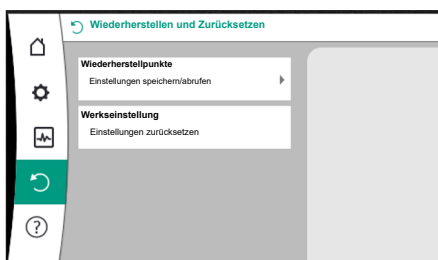 Wiederherstellen und Zurücksetzen
Wiederherstellpunkte
Einstellungen speichern/abrufen
Werkseinstellung
Einstellungen zurücksetzen
?